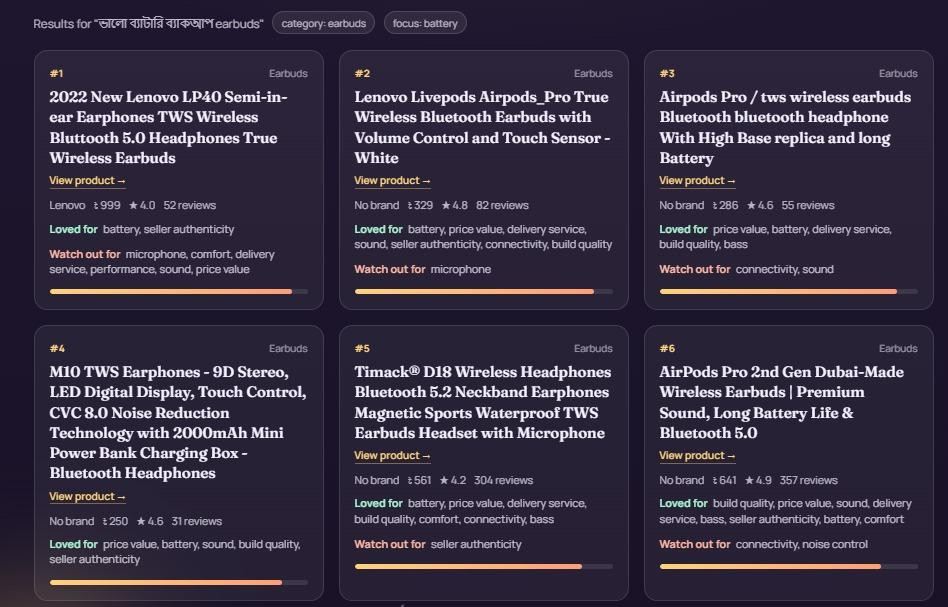 Results for "ভালো ব্যাটারি ব্যাকআপ earbuds" category: earbuds focus: battery
#1 Earbuds
2022 New Lenovo LP40 Semi-in-
ear Earphones TWS Wireless
Bluttooth 5.0 Headphones True
Wireless Earbuds
View product →
Lenovo ৳ 999 ★ 4.0 52 reviews
Loved for battery, seller authenticity
Watch out for microphone, comfort, delivery
service, performance, sound, price value
#2 Earbuds
Lenovo Livepods Airpods_Pro True
Wireless Bluetooth Earbuds with
Volume Control and Touch Sensor -
White
View product →
No brand ৳ 329 ★ 4.8 82 reviews
Loved for battery, price value, delivery service,
sound, seller authenticity, connectivity, build quality
Watch out for microphone
#3 Earbuds
Airpods Pro / tws wireless earbuds
Bluetooth bluetooth headphone
With High Base replica and long
Battery
View product →
No brand ৳ 286 ★ 4.6 55 reviews
Loved for price value, battery, delivery service,
build quality, bass
Watch out for connectivity, sound
#4 Earbuds
M10 TWS Earphones - 9D Stereo,
LED Digital Display, Touch Control,
CVC 8.0 Noise Reduction
Technology with 2000mAh Mini
Power Bank Charging Box -
Bluetooth Headphones
View product →
No brand ৳ 250 ★ 4.6 31 reviews
Loved for price value, battery, sound, build quality,
seller authenticity
#5 Earbuds
Timack® D18 Wireless Headphones
Bluetooth 5.2 Neckband Earphones
Magnetic Sports Waterproof TWS
Earbuds Headset with Microphone
View product →
No brand ৳ 561 ★ 4.2 304 reviews
Loved for battery, price value, delivery service,
build quality, comfort, connectivity, bass
Watch out for seller authenticity
#6 Earbuds
AirPods Pro 2nd Gen Dubai-Made
Wireless Earbuds | Premium
Sound, Long Battery Life &
Bluetooth 5.0
View product →
No brand ৳ 641 ★ 4.9 357 reviews
Loved for build quality, price value, sound, delivery
service, bass, seller authenticity, battery, comfort
Watch out for connectivity, noise control